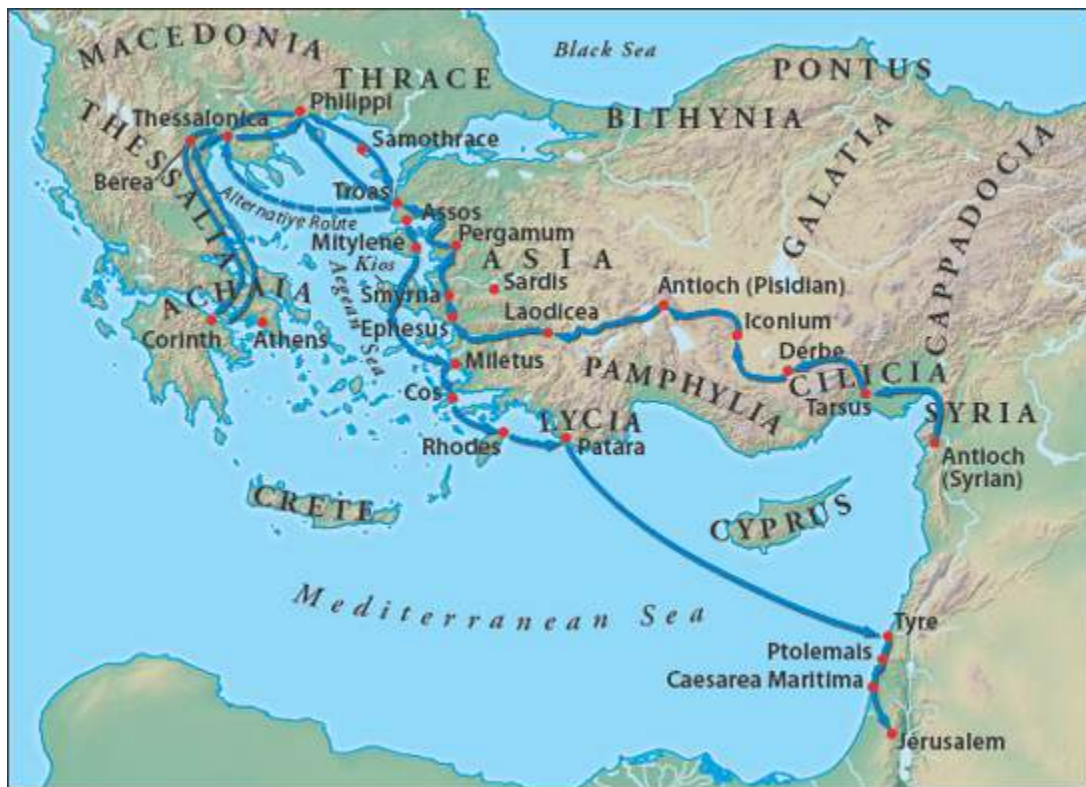 Black Sea
MACEDONIA
THRACE
PONTUS
BITHYNIA
Philippi
Thessalonica
Samothrace
THESSALIA
GALATIA
CAPPADOCIA
Berea
Troas
Alternative Route
Assos
Mitylene
Pergamum
Kios
ASIA
Aegean Sea
Sardis
Antioch (Pisidian)
ACHAIA
Smyrna
Laodicea
Iconium
Corinth
Athens
Ephesus
Miletus
Derbe
PAMPHYLIA
CILICIA
Cos
Tarsus
LYCIA
SYRIA
Rhodes
Patara
Antioch
(Syrian)
CRETE
CYPRUS
Mediterranean Sea
Tyre
Ptolemais
Caesarea Maritima
Jerusalem